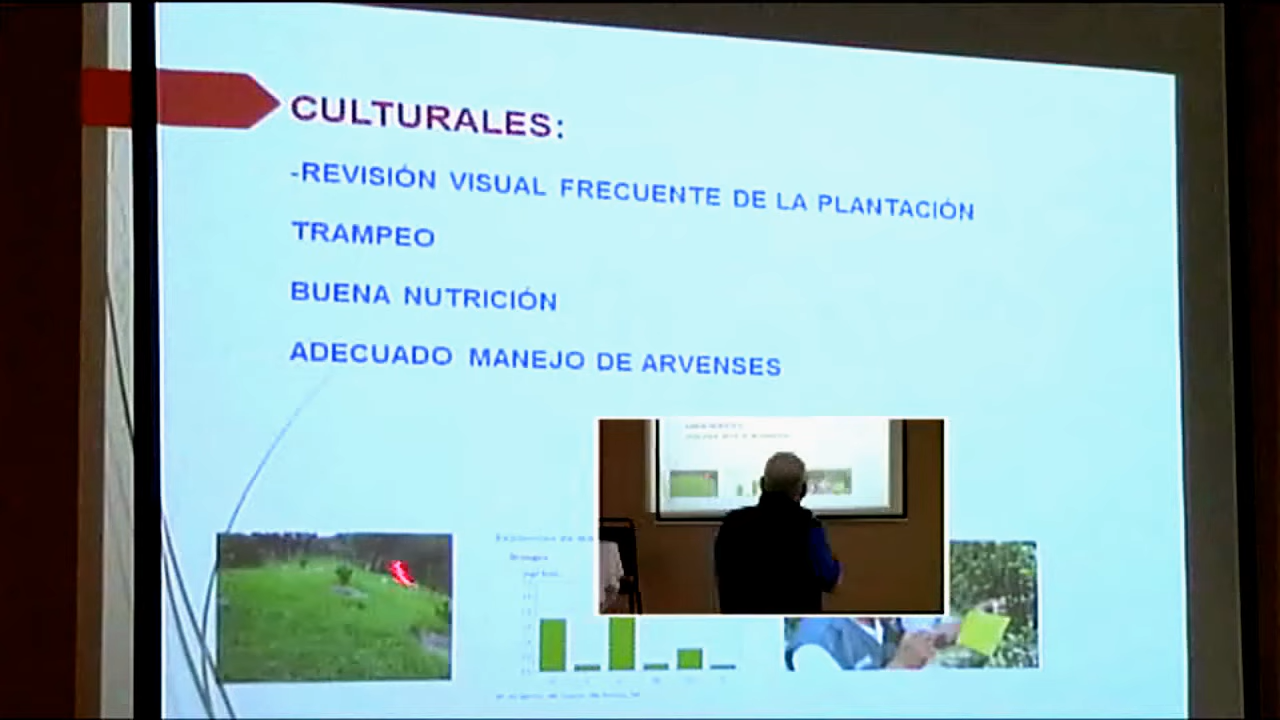 CULTURALES:
-REVISIÓN VISUAL FRECUENTE DE LA PLANTACIÓN
TRAMPEO
BUENA NUTRICIÓN
ADECUADO MANEJO DE ARVENSES